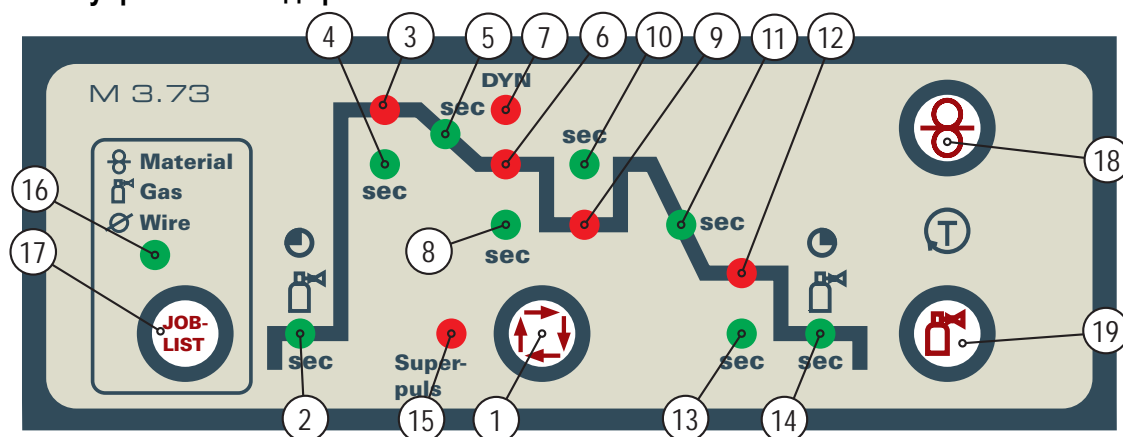 4
3
5
7
6
10
9
11
12
M 3.73
DYN
sec
sec
Material
Gas
Wire
sec
sec
sec
16
18
17
8
T
JOB-
LIST
Super-
puls
sec
sec
sec
19
2
15
1
13
14